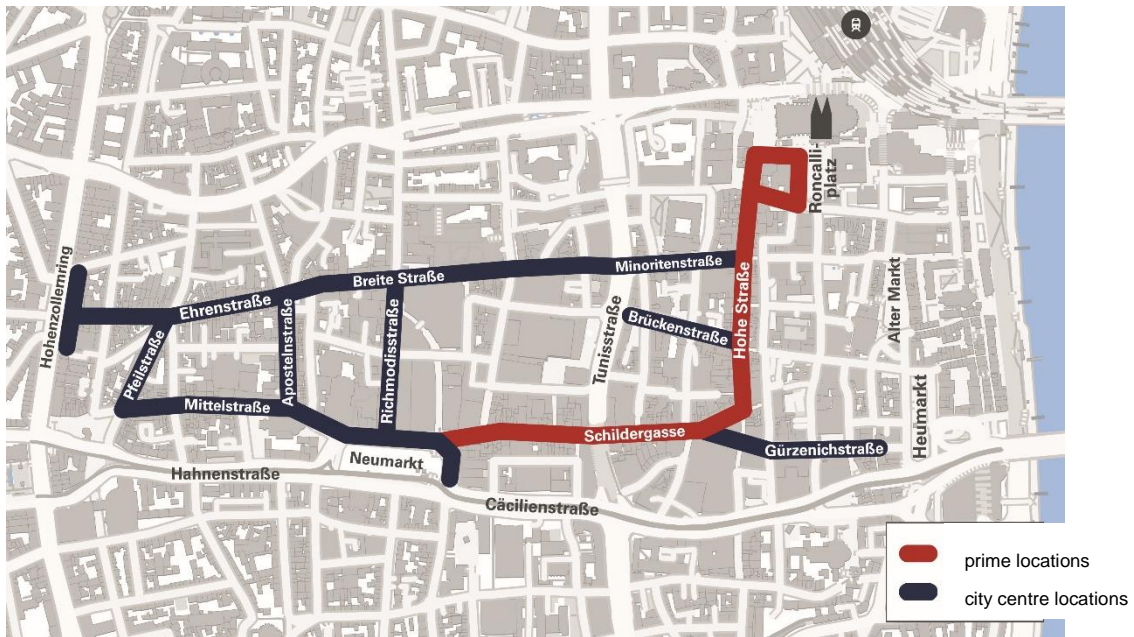 Roncalli-
platz
Hohenzollernring
Ehrenstraße
Breite Straße
Minoritenstraße
Hohe Straße
Alter Markt
Pfeilstraße
Apostelnstraße
Richmodisstraße
Tunisstraße
Brückenstraße
Mittelstraße
Heumarkt
Schildergasse
Gürzenichstraße
Neumarkt
Hahnenstraße
Cäcilienstraße
prime locations
city centre locations